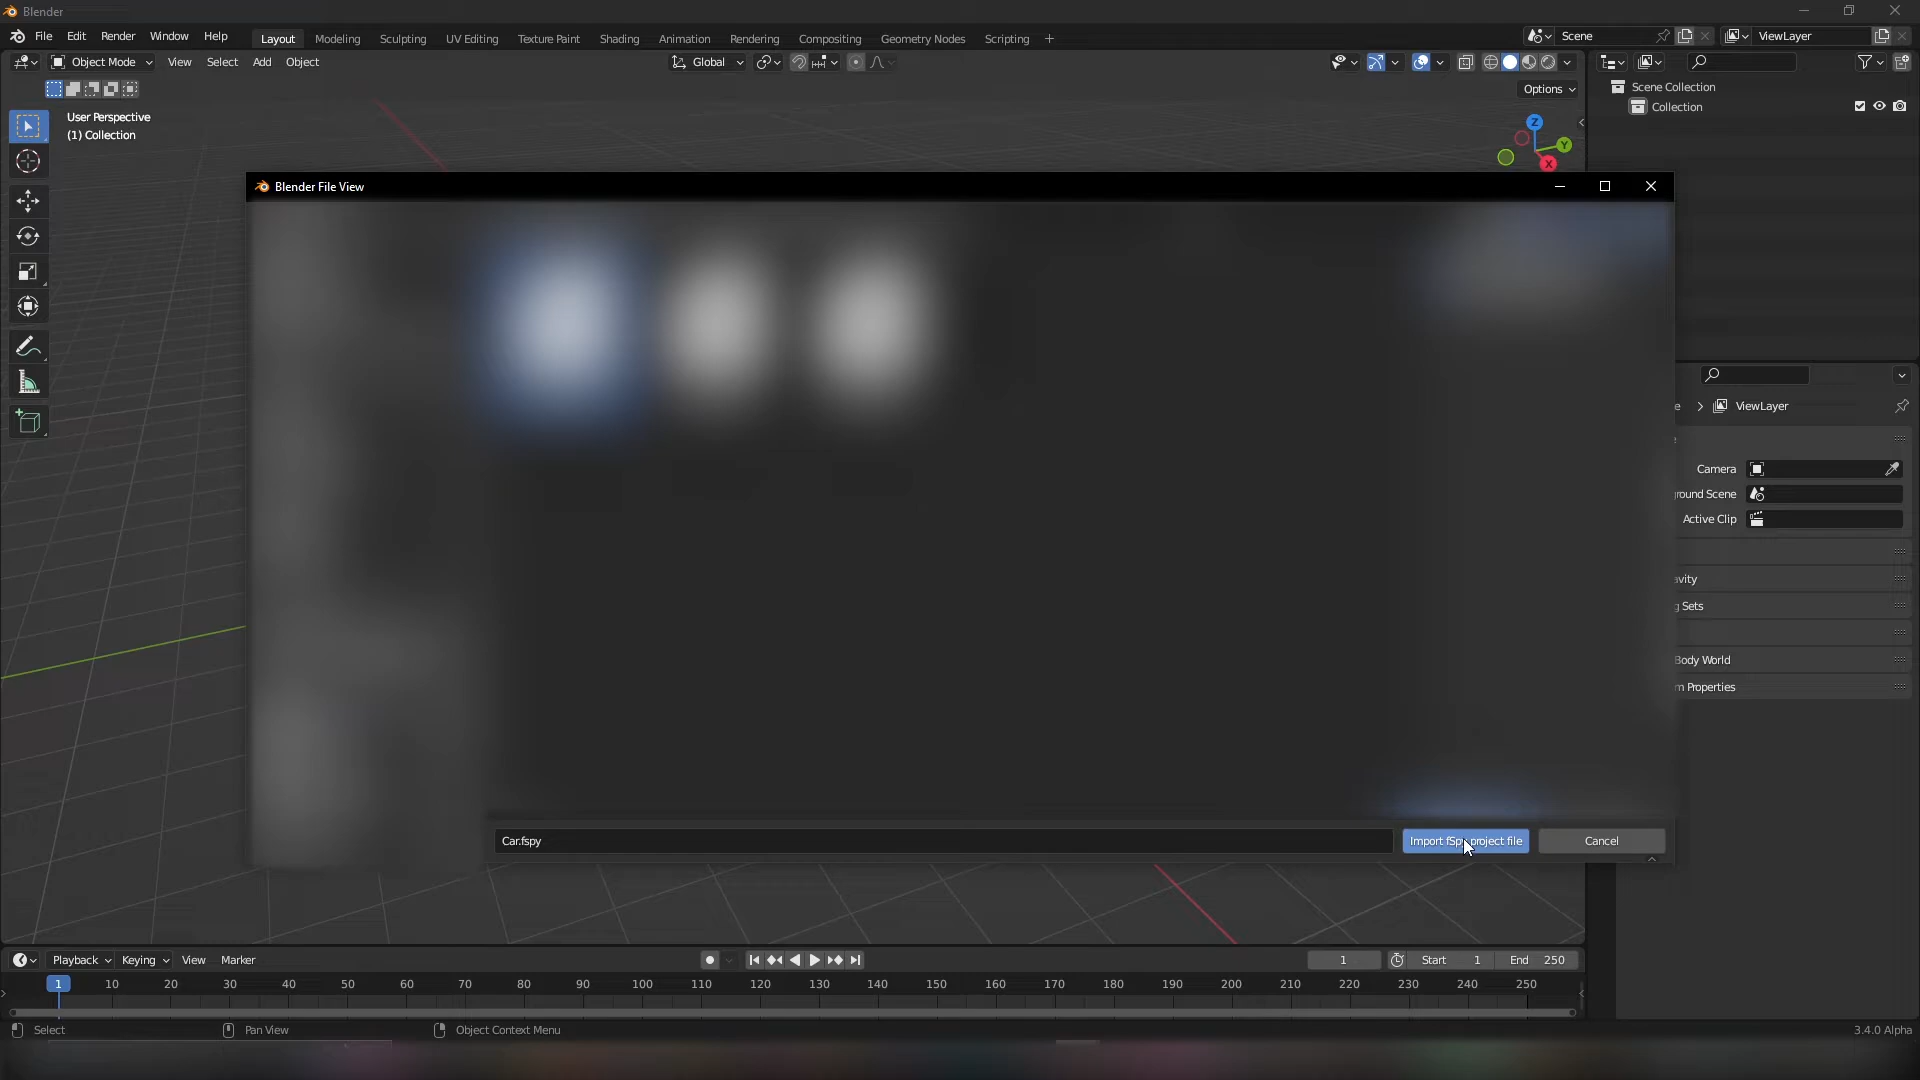 Blender
File Edit Render Window Help
Layout Modeling Sculpting UV Editing Texture Paint Shading Animation Rendering Compositing Geometry Nodes Scripting +
Scene
ViewLayer
Object Mode View Select Add Object
Global
Options
User Perspective
(1) Collection
Z
Y
X
Scene Collection
Collection
Blender File View
ViewLayer
Camera
round Scene
Active Clip
avity
g Sets
Body World
m Properties
Car.fspy
Import fSpy project file
Cancel
Playback Keying View Marker
1
Start 1
End 250
1 10 20 30 40 50 60 70 80 90 100 110 120 130 140 150 160 170 180 190 200 210 220 230 240 250
Select
Pan View
Object Context Menu
3.4.0 Alpha